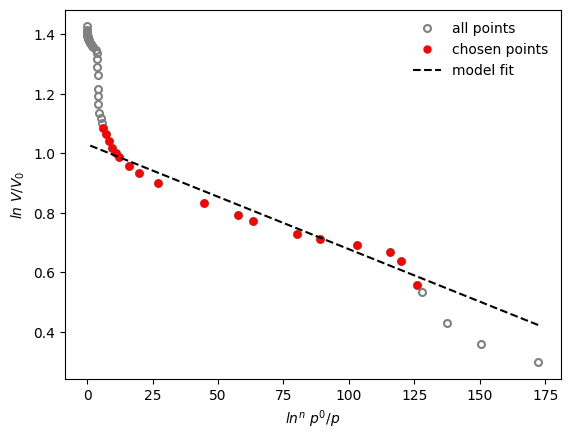 all points
chosen points
model fit
1.4
1.2
1.0
0.8
0.6
0.4
ln V/V₀
0 25 50 75 100 125 150 175
lnⁿ p⁰/p